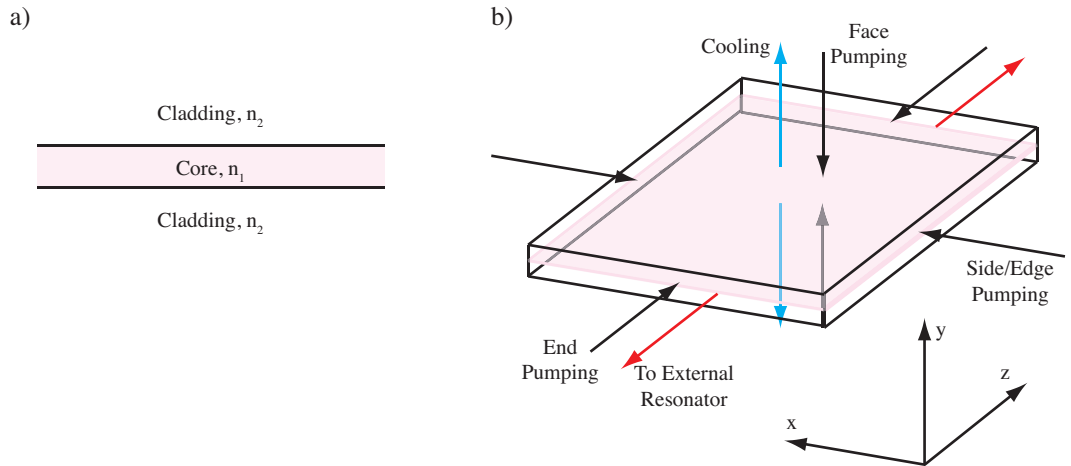 a)
Cladding, n2
Core, n1
Cladding, n2
b)
Cooling
Face
Pumping
Side/Edge
Pumping
End
Pumping
To External
Resonator
y
z
x